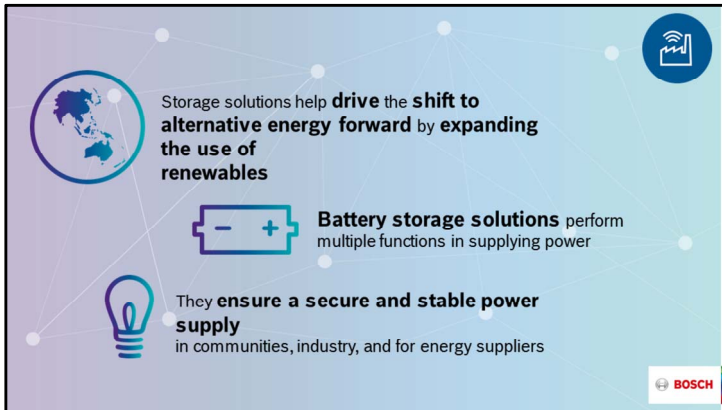 Storage solutions help drive the shift to
alternative energy forward by expanding
the use of
renewables
Battery storage solutions perform
multiple functions in supplying power
They ensure a secure and stable power
supply
in communities, industry, and for energy suppliers
BOSCH